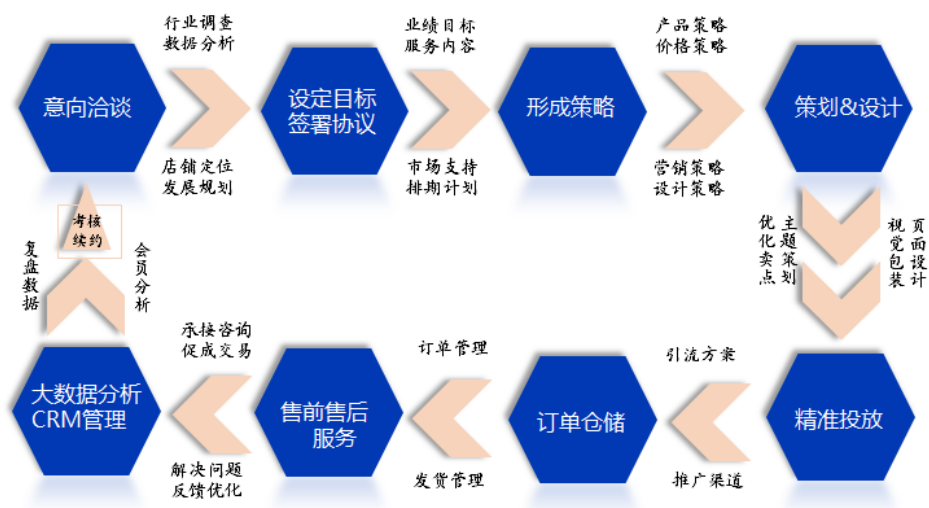 行业调查
数据分析
业绩目标
服务内容
产品策略
价格策略
意向洽谈
设定目标
签署协议
形成策略
策划&设计
店铺定位
发展规划
市场支持
排期计划
营销策略
设计策略
主题策划
优化卖点
页面设计
视觉包装
引流方案
推广渠道
精准投放
订单仓储
订单管理
发货管理
售前售后
服务
承接咨询
促成交易
解决问题
反馈优化
大数据分析
CRM管理
复盘数据
会员分析
考核
续约